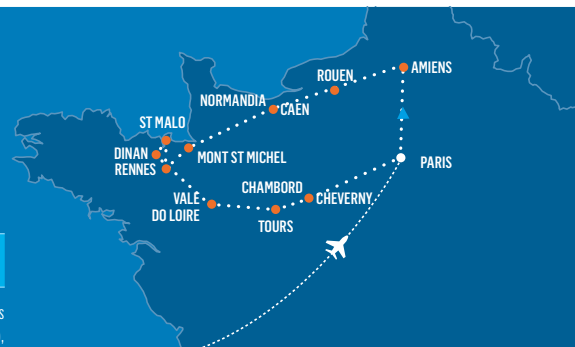 AMIENS
ROUEN
NORMANDIA
CAEN
ST MALO
DINAN
MONT ST MICHEL
RENNES
PARIS
CHAMBORD
CHEVERNY
VALE
DO LOIRE
TOURS
s
,